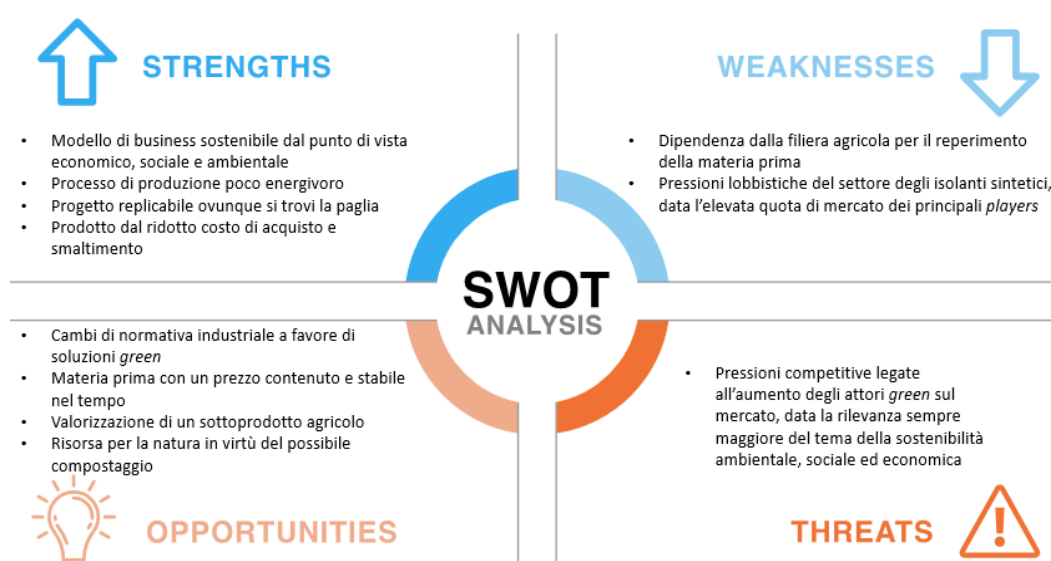 STRENGTHS
• Modello di business sostenibile dal punto di vista
economico, sociale e ambientale
• Processo di produzione poco energivoro
• Progetto replicabile ovunque si trovi la paglia
• Prodotto dal ridotto costo di acquisto e
smaltimento
WEAKNESSES
• Dipendenza dalla filiera agricola per il reperimento
della materia prima
• Pressioni lobbistiche del settore degli isolanti sintetici,
data l’elevata quota di mercato dei principali players
SWOT
ANALYSIS
• Cambi di normativa industriale a favore di
soluzioni green
• Materia prima con un prezzo contenuto e stabile
nel tempo
• Valorizzazione di un sottoprodotto agricolo
• Risorsa per la natura in virtù del possibile
compostaggio
OPPORTUNITIES
• Pressioni competitive legate
all’aumento degli attori green sul
mercato, data la rilevanza sempre
maggiore del tema della sostenibilità
ambientale, sociale ed economica
THREATS